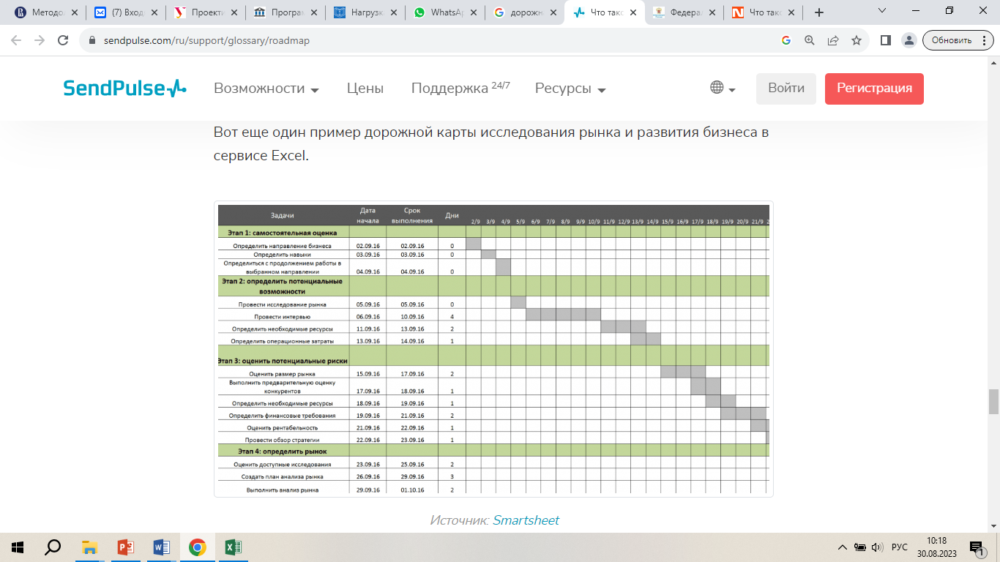 Методол
(7) Вход
Проекти
Програм
Нагрузк
WhatsAp
дорожн
Что такс
Федерал
Что такс
sendpulse.com/ru/support/glossary/roadmap
Обновить
SendPulse
Возможности
Цены
Поддержка 24/7
Ресурсы
Войти
Регистрация
Вот еще один пример дорожной карты исследования рынка и развития бизнеса в
сервисе Excel.
Задачи Дата начала Срок выполнения Дни 2/9 3/9 4/9 5/9 6/9 7/9 8/9 9/9 10/9 11/9 12/9 13/9 14/9 15/9 16/9 17/9 18/9 19/9 20/9 21/9 2
Этап 1: самостоятельная оценка
Определить направление бизнеса 02.09.16 02.09.16 0
Определить навыки 03.09.16 03.09.16 0
Определиться с продолжением работы в
выбранном направлении 04.09.16 04.09.16 0
Этап 2: определить потенциальные
возможности
Провести исследование рынка 05.09.16 05.09.16 0
Провести интервью 06.09.16 10.09.16 4
Определить необходимые ресурсы 11.09.16 13.09.16 2
Определить операционные затраты 13.09.16 14.09.16 1
Этап 3: оценить потенциальные риски
Оценить размер рынка 15.09.16 17.09.16 2
Выполнить предварительную оценку
конкурентов 17.09.16 18.09.16 1
Определить необходимые ресурсы 18.09.16 19.09.16 1
Определить финансовые требования 19.09.16 21.09.16 2
Оценить рентабельность 21.09.16 22.09.16 1
Провести обзор стратегии 22.09.16 23.09.16 1
Этап 4: определить рынок
Оценить доступные исследования 23.09.16 25.09.16 2
Создать план анализа рынка 26.09.16 29.09.16 3
Выполнить анализ рынка 29.09.16 01.10.16 2
Источник: Smartsheet
РУС
10:18
30.08.2023
1